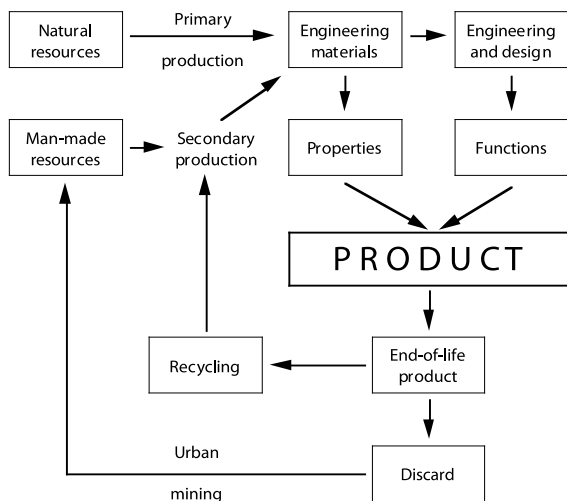 Natural
resources
Primary
production
Engineering
materials
Engineering
and design
Man-made
resources
Secondary
production
Properties
Functions
PRODUCT
Recycling
End-of-life
product
Urban
mining
Discard